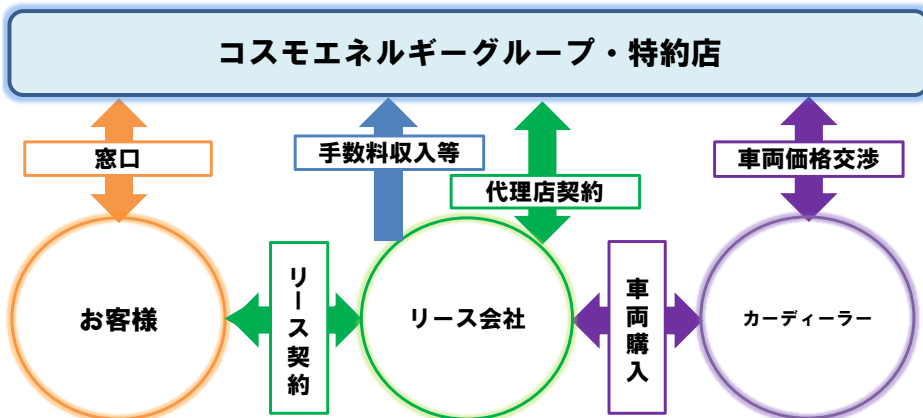 コスモエネルギーグループ・特約店
窓口
手数料収入等
代理店契約
車両価格交渉
お客様
リース契約
リース会社
車両購入
カーディーラー